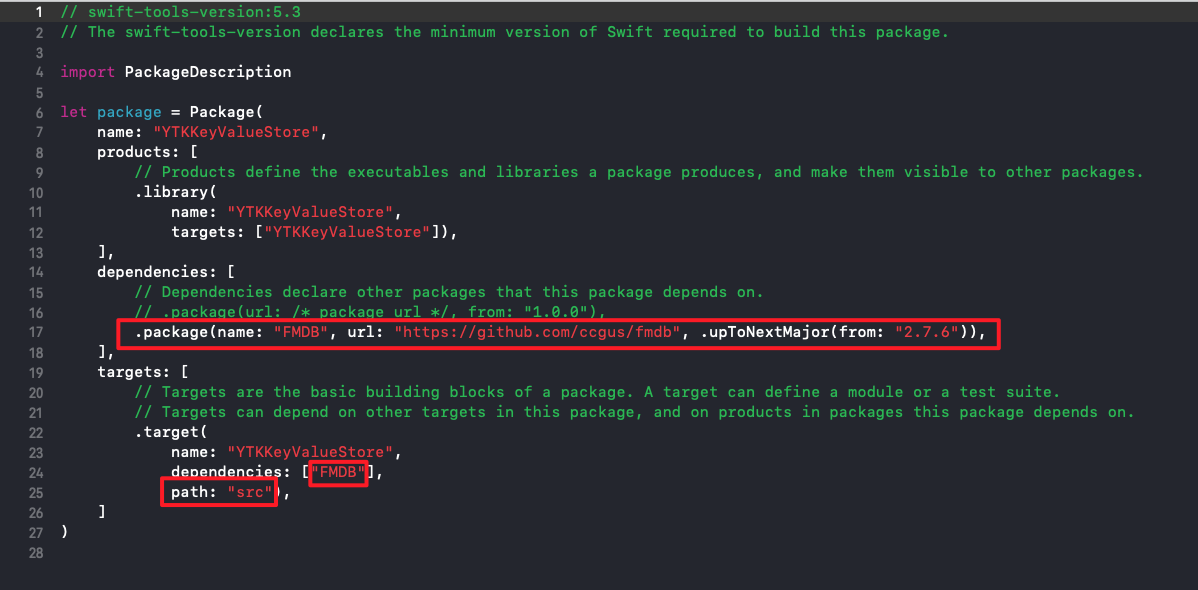 1 // swift-tools-version:5.3
2 // The swift-tools-version declares the minimum version of Swift required to build this package.
3
4 import PackageDescription
5
6 let package = Package(
7     name: "YTKKeyValueStore",
8     products: [
9         // Products define the executables and libraries a package produces, and make them visible to other packages.
10         .library(
11             name: "YTKKeyValueStore",
12             targets: ["YTKKeyValueStore"]),
13     ],
14     dependencies: [
15         // Dependencies declare other packages that this package depends on.
16         // .package(url: /* package url */, from: "1.0.0"),
17         .package(name: "FMDB", url: "https://github.com/ccgus/fmdb", .upToNextMajor(from: "2.7.6")),
18     ],
19     targets: [
20         // Targets are the basic building blocks of a package. A target can define a module or a test suite.
21         // Targets can depend on other targets in this package, and on products in packages this package depends on.
22         .target(
23             name: "YTKKeyValueStore",
24             dependencies: ["FMDB"],
25             path: "src"),
26     ]
27 )
28